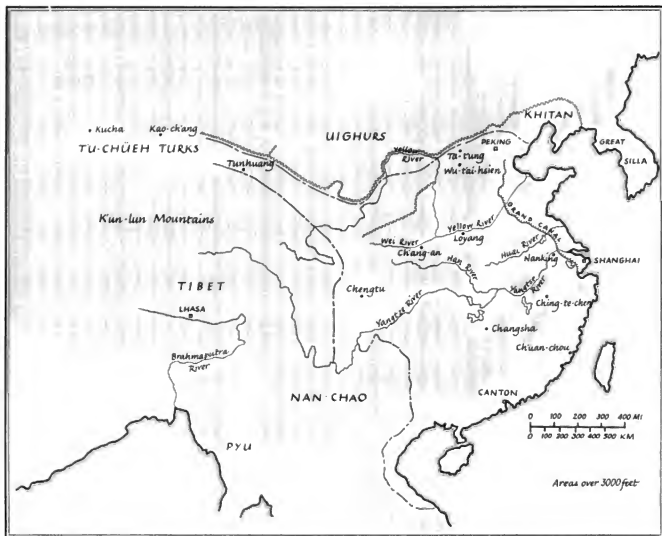 KHITAN
UIGHURS
Kucha
Kao-ch'ang
TU-CHÜEH TURKS
Tunhuang
Yellow River
Ta-tung
Wu-tai-hsien
PEKING
GREAT
SILLA
Kun-lun Mountains
GRAND CANAL
Wei River
Yellow River
Ch'ang-an
Loyang
Han River
Huai River
Nanking
SHANGHAI
TIBET
LHASA
Chengtu
Yangtze River
Yangtze River
Ching-te-chen
Changsha
Ch'uan-chou
Brahmaputra River
NAN-CHAO
CANTON
PYU
0 100 200 300 400 MI
0 100 200 300 400 500 KM
Areas over 3000 feet